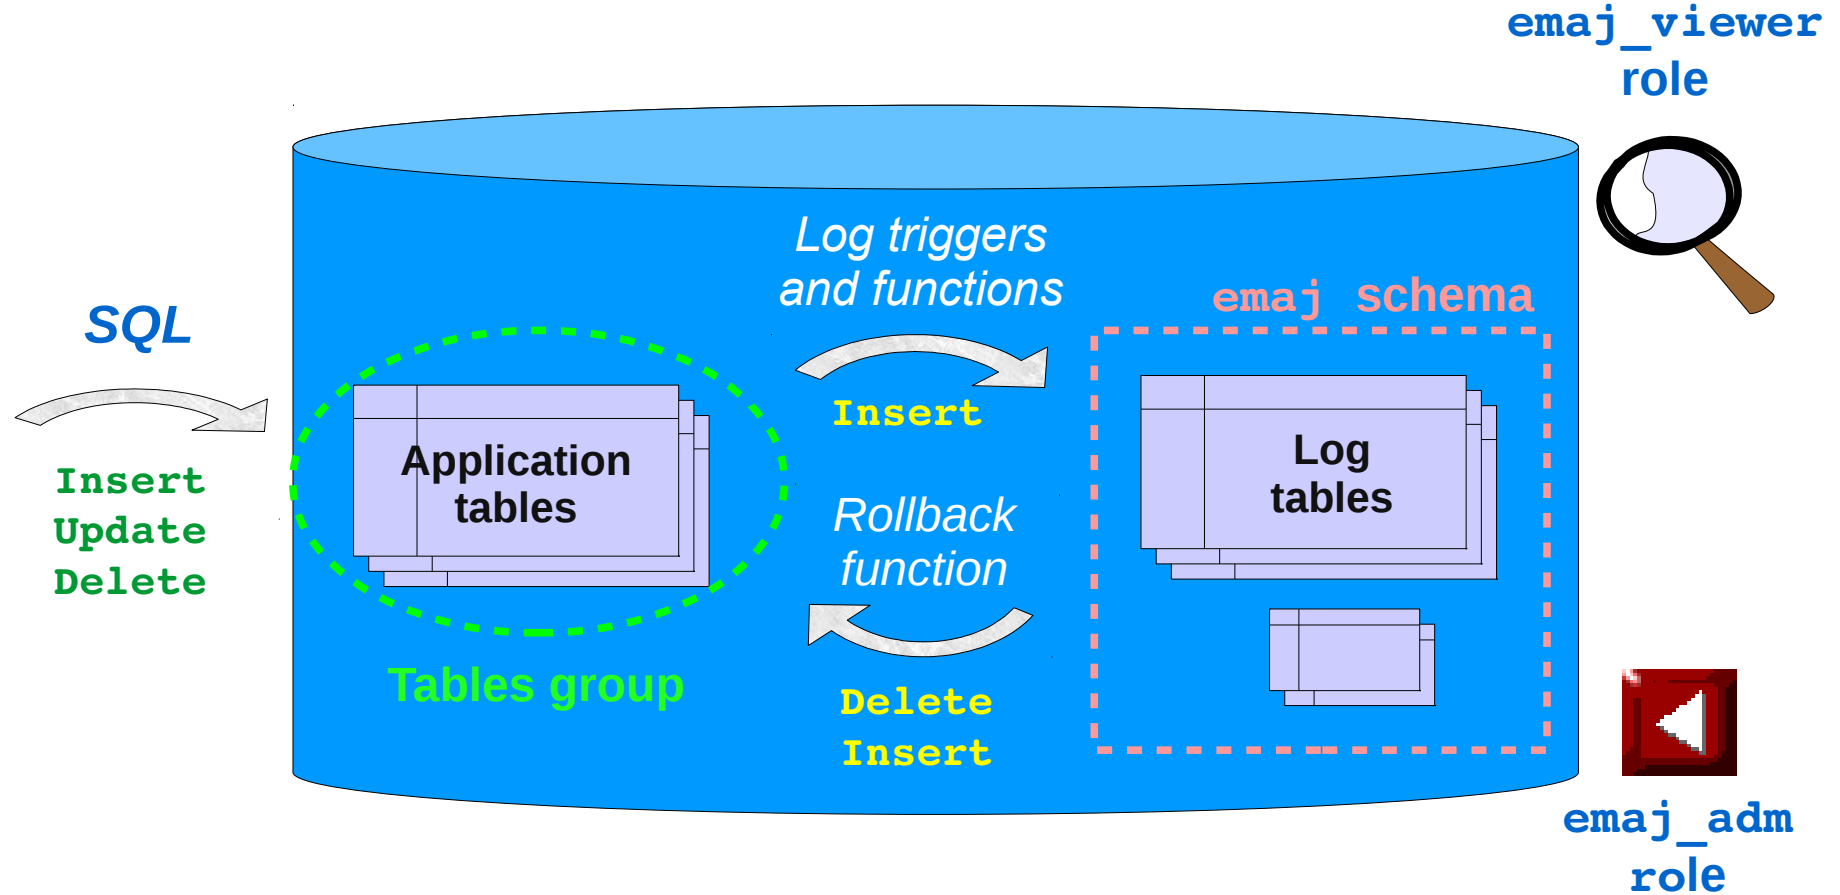 emaj_viewer
role
Log triggers
and functions
emaj schema
SQL
Insert
Application
tables
Log
tables
Insert
Update
Delete
Rollback
function
Tables group
Delete
Insert
emaj_adm
role